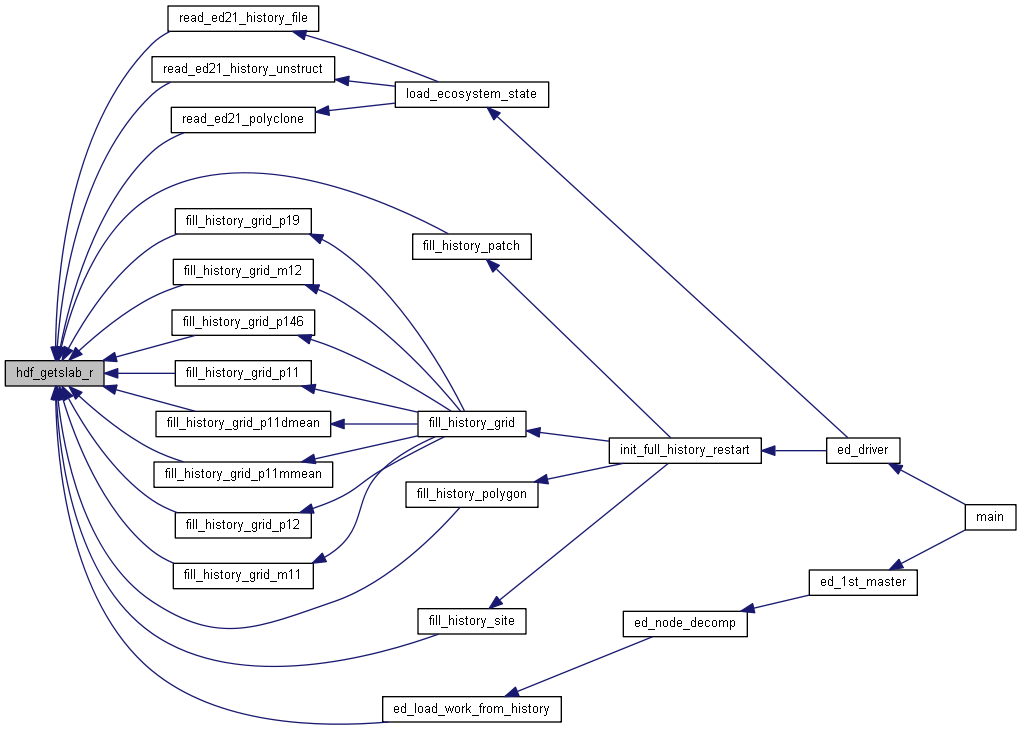 read_ed21_history_file
read_ed21_history_unstruct
load_ecosystem_state
read_ed21_polyclone
fill_history_grid_p19
fill_history_patch
fill_history_grid_m12
fill_history_grid_p146
hdf_getslab_r
fill_history_grid_p11
fill_history_grid_p11dmean
fill_history_grid
init_full_history_restart
ed_driver
fill_history_grid_p11mmean
fill_history_polygon
main
fill_history_grid_p12
fill_history_grid_m11
ed_1st_master
fill_history_site
ed_node_decomp
ed_load_work_from_history